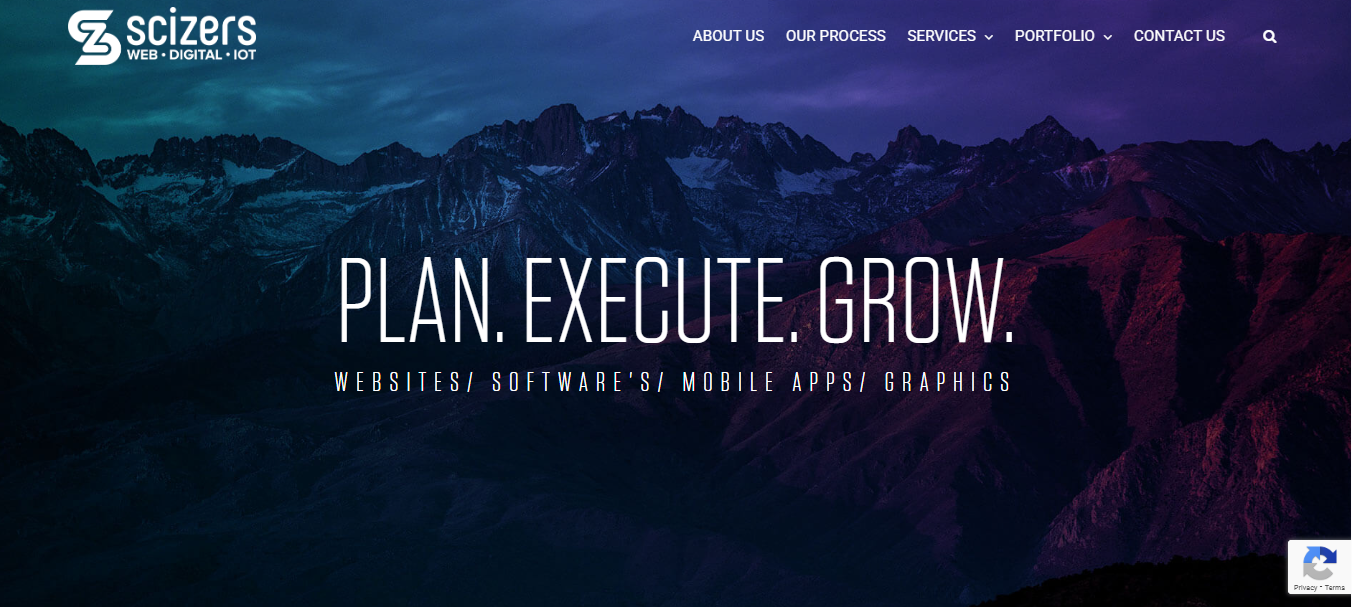 scizers
WEB • DIGITAL • IOT
ABOUT US OUR PROCESS SERVICES PORTFOLIO CONTACT US
PLAN. EXECUTE. GROW.
WEBSITES/ SOFTWARE'S/ MOBILE APPS/ GRAPHICS
Privacy - Terms